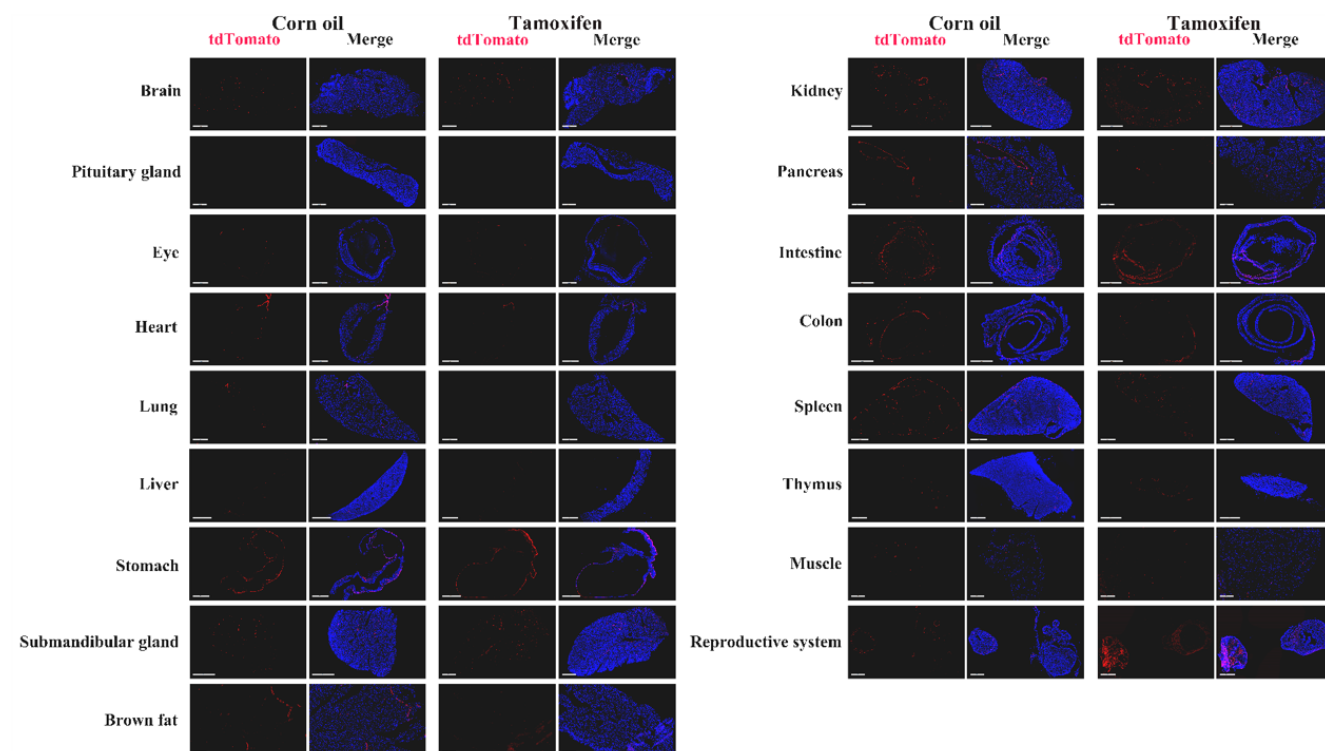 Corn oil Tamoxifen Corn oil Tamoxifen
tdTomato Merge tdTomato Merge tdTomato Merge tdTomato Merge
Brain Kidney
Pituitary gland Pancreas
Eye Intestine
Heart Colon
Lung Spleen
Liver Thymus
Stomach Muscle
Submandibular gland Reproductive system
Brown fat